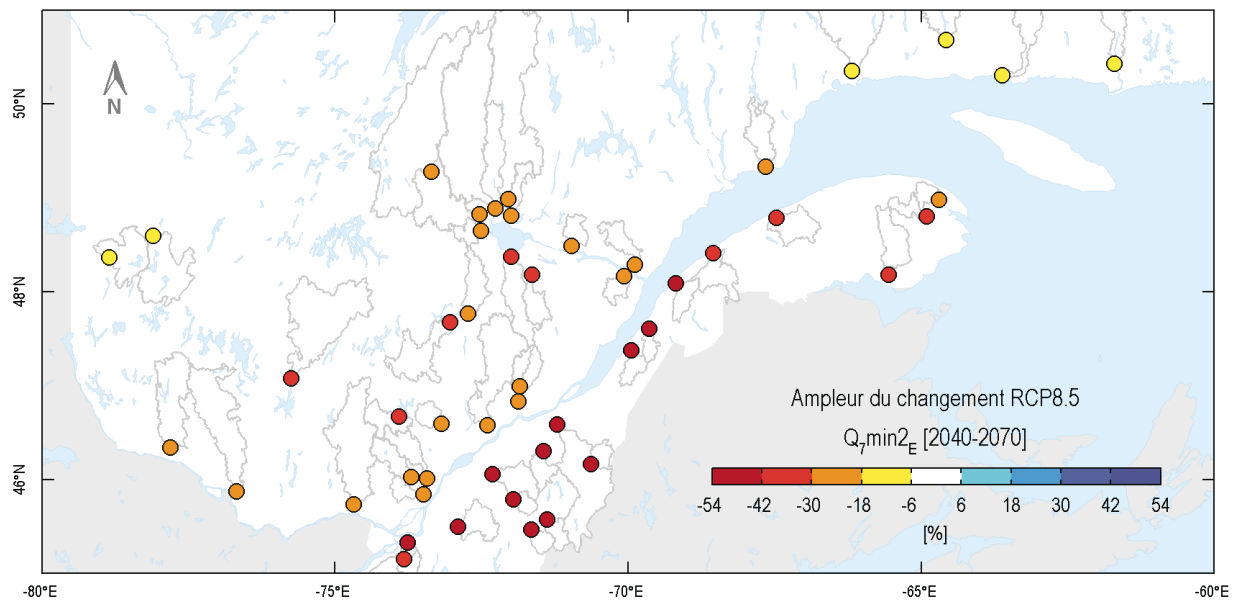 N
50°N
48°N
46°N
Ampleur du changement RCP8.5
Q7min2E [2040-2070]
-54 -42 -30 -18 -6 6 18 30 42 54
[%]
-80°E -75°E -70°E -65°E -60°E